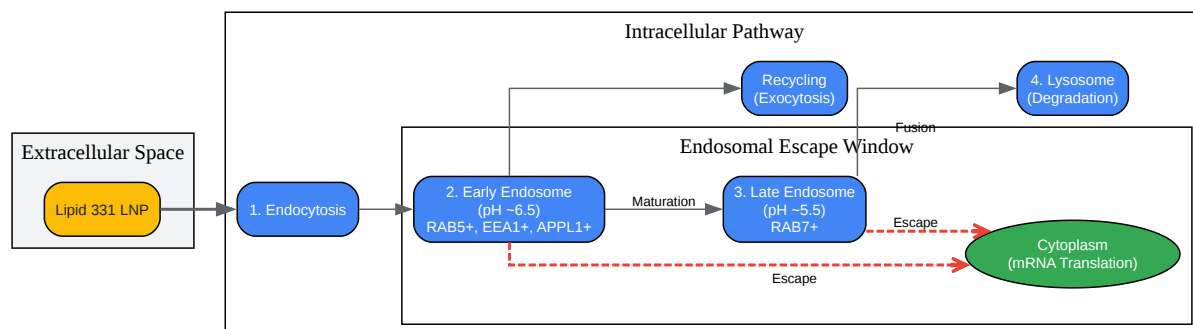 Intracellular Pathway
Recycling
(Exocytosis)
4. Lysosome
(Degradation)
Fusion
Extracellular Space
Lipid 331 LNP
Endosomal Escape Window
1. Endocytosis
2. Early Endosome
(pH ~6.5)
RAB5+, EEA1+, APPL1+
Maturation
3. Late Endosome
(pH ~5.5)
RAB7+
Escape
Escape
Cytoplasm
(mRNA Translation)